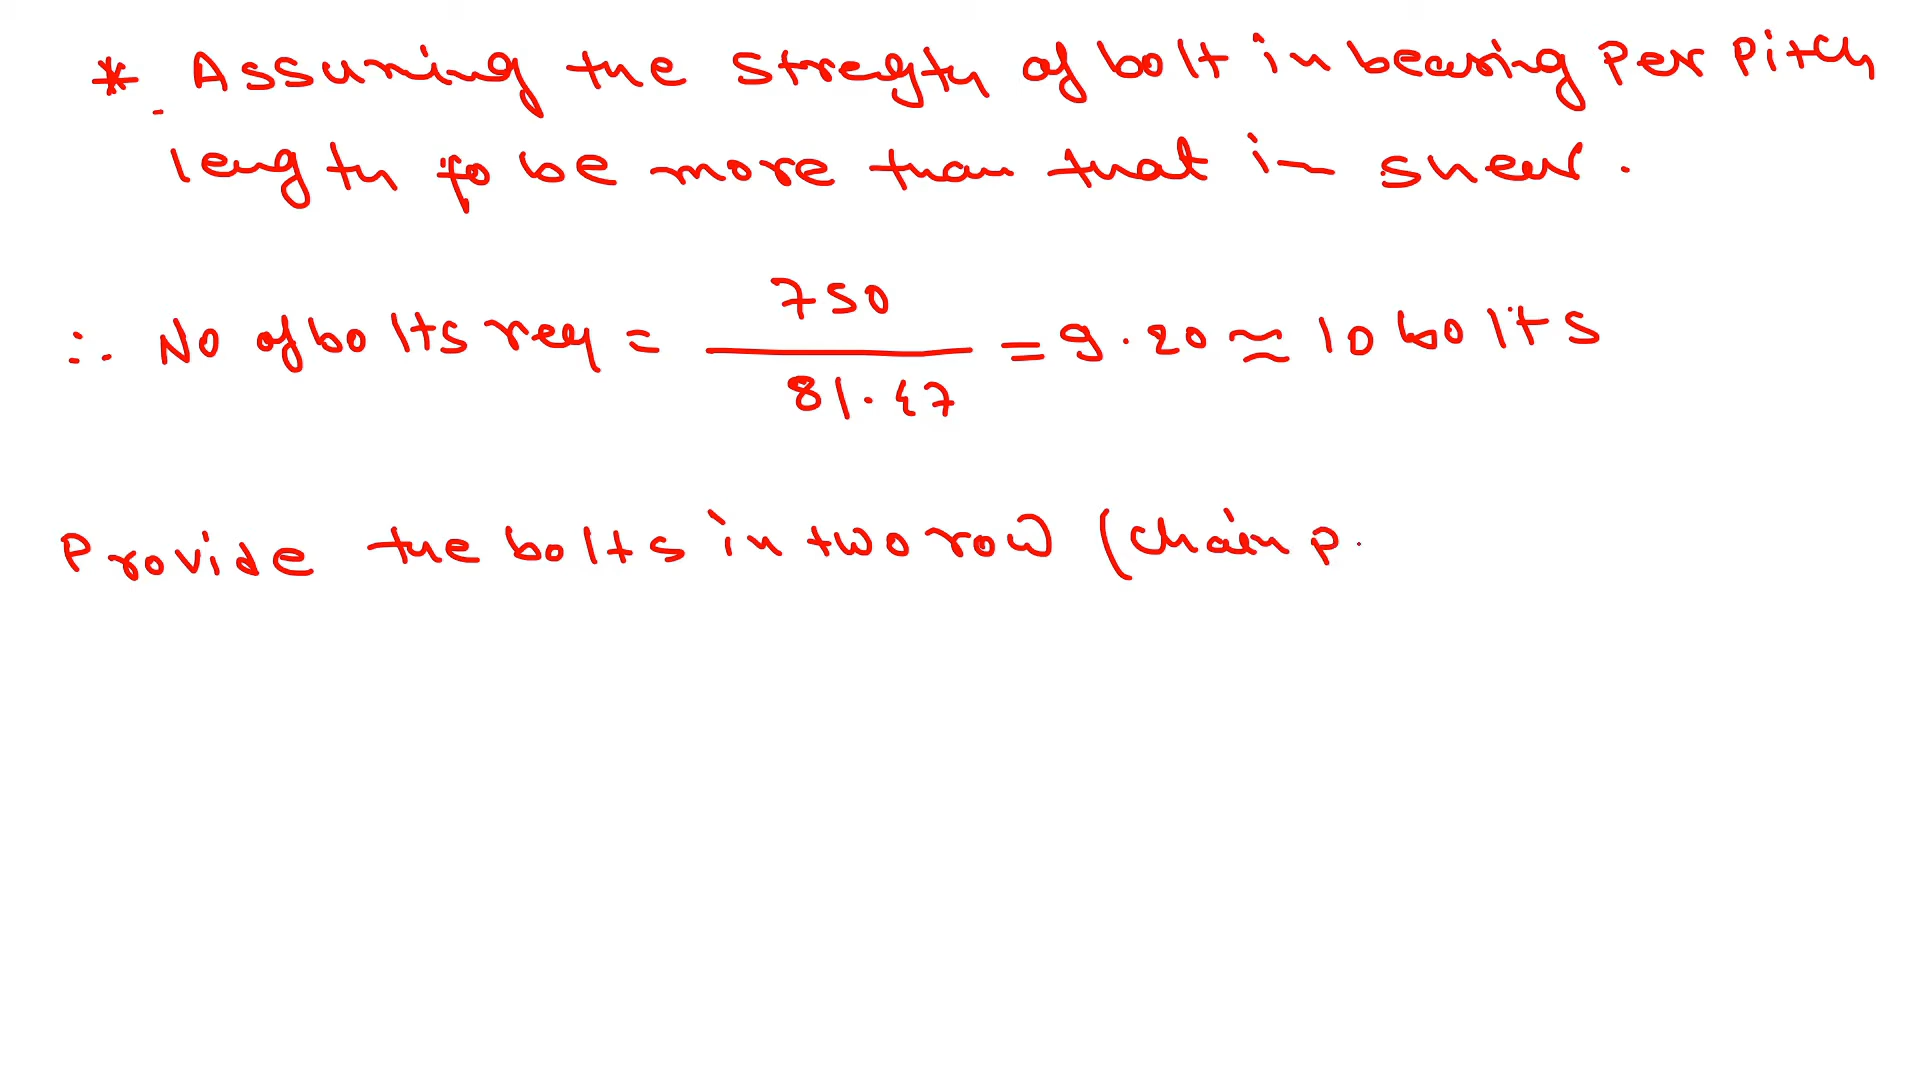 * Assuming the strength of bolt in bearing per pitch
length to be more than that in shear.
∴ No of bolts req = 750 / 81.47 = 9.20 ≈ 10 bolts
Provide the bolts in two row (chain p.